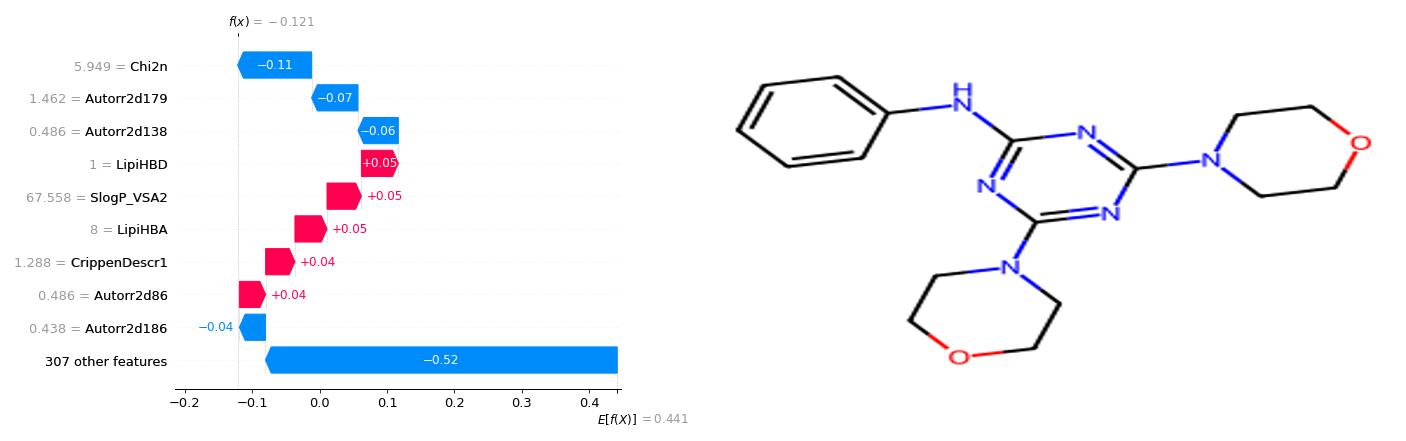 f(x) = −0.121
5.949 = Chi2n
−0.11
1.462 = Autorr2d179
−0.07
0.486 = Autorr2d138
−0.06
1 = LipiHBD
+0.05
67.558 = SlogP_VSA2
+0.05
8 = LipiHBA
+0.05
1.288 = CrippenDescr1
+0.04
0.486 = Autorr2d86
+0.04
0.438 = Autorr2d186
−0.04
307 other features
−0.52
−0.2 −0.1 0.0 0.1 0.2 0.3 0.4
E[f(X)] = 0.441
H
N
N
N
O
N
N
N
O